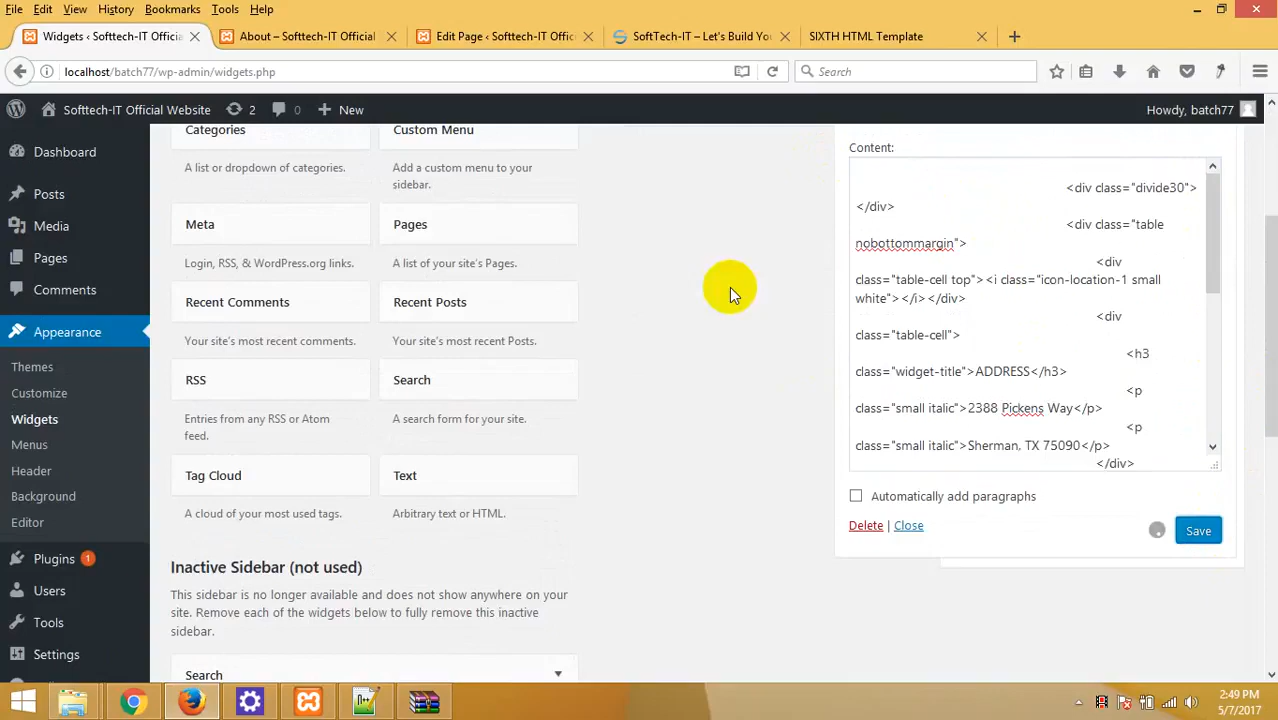 File Edit View History Bookmarks Tools Help
Widgets ‹ Softtech-IT Officia
About – Softtech-IT Official
Edit Page ‹ Softtech-IT Offic
SoftTech-IT – Let's Build Yo
SIXTH HTML Template
localhost/batch77/wp-admin/widgets.php
Search
Softtech-IT Official Website 2 0 New
Howdy, batch77
Dashboard
Posts
Media
Pages
Comments
Appearance
Themes
Customize
Widgets
Menus
Header
Background
Editor
Plugins 1
Users
Tools
Settings
Categories
A list or dropdown of categories.
Custom Menu
Add a custom menu to your
sidebar.
Meta
Login, RSS, & WordPress.org links.
Pages
A list of your site's Pages.
Recent Comments
Your site's most recent comments.
Recent Posts
Your site's most recent Posts.
RSS
Entries from any RSS or Atom
feed.
Search
A search form for your site.
Tag Cloud
A cloud of your most used tags.
Text
Arbitrary text or HTML.
Inactive Sidebar (not used)
This sidebar is no longer available and does not show anywhere on your
site. Remove each of the widgets below to fully remove this inactive
sidebar.
Search
Content:
<div class="divide30">
</div>
<div class="table
nobottommargin">
<div
class="table-cell top"><i class="icon-location-1 small
white"></i></div>
<div
class="table-cell">
<h3
class="widget-title">ADDRESS</h3>
<p
class="small italic">2388 Pickens Way</p>
<p
class="small italic">Sherman, TX 75090</p>
</div>
Automatically add paragraphs
Delete | Close
Save
2:49 PM
5/7/2017